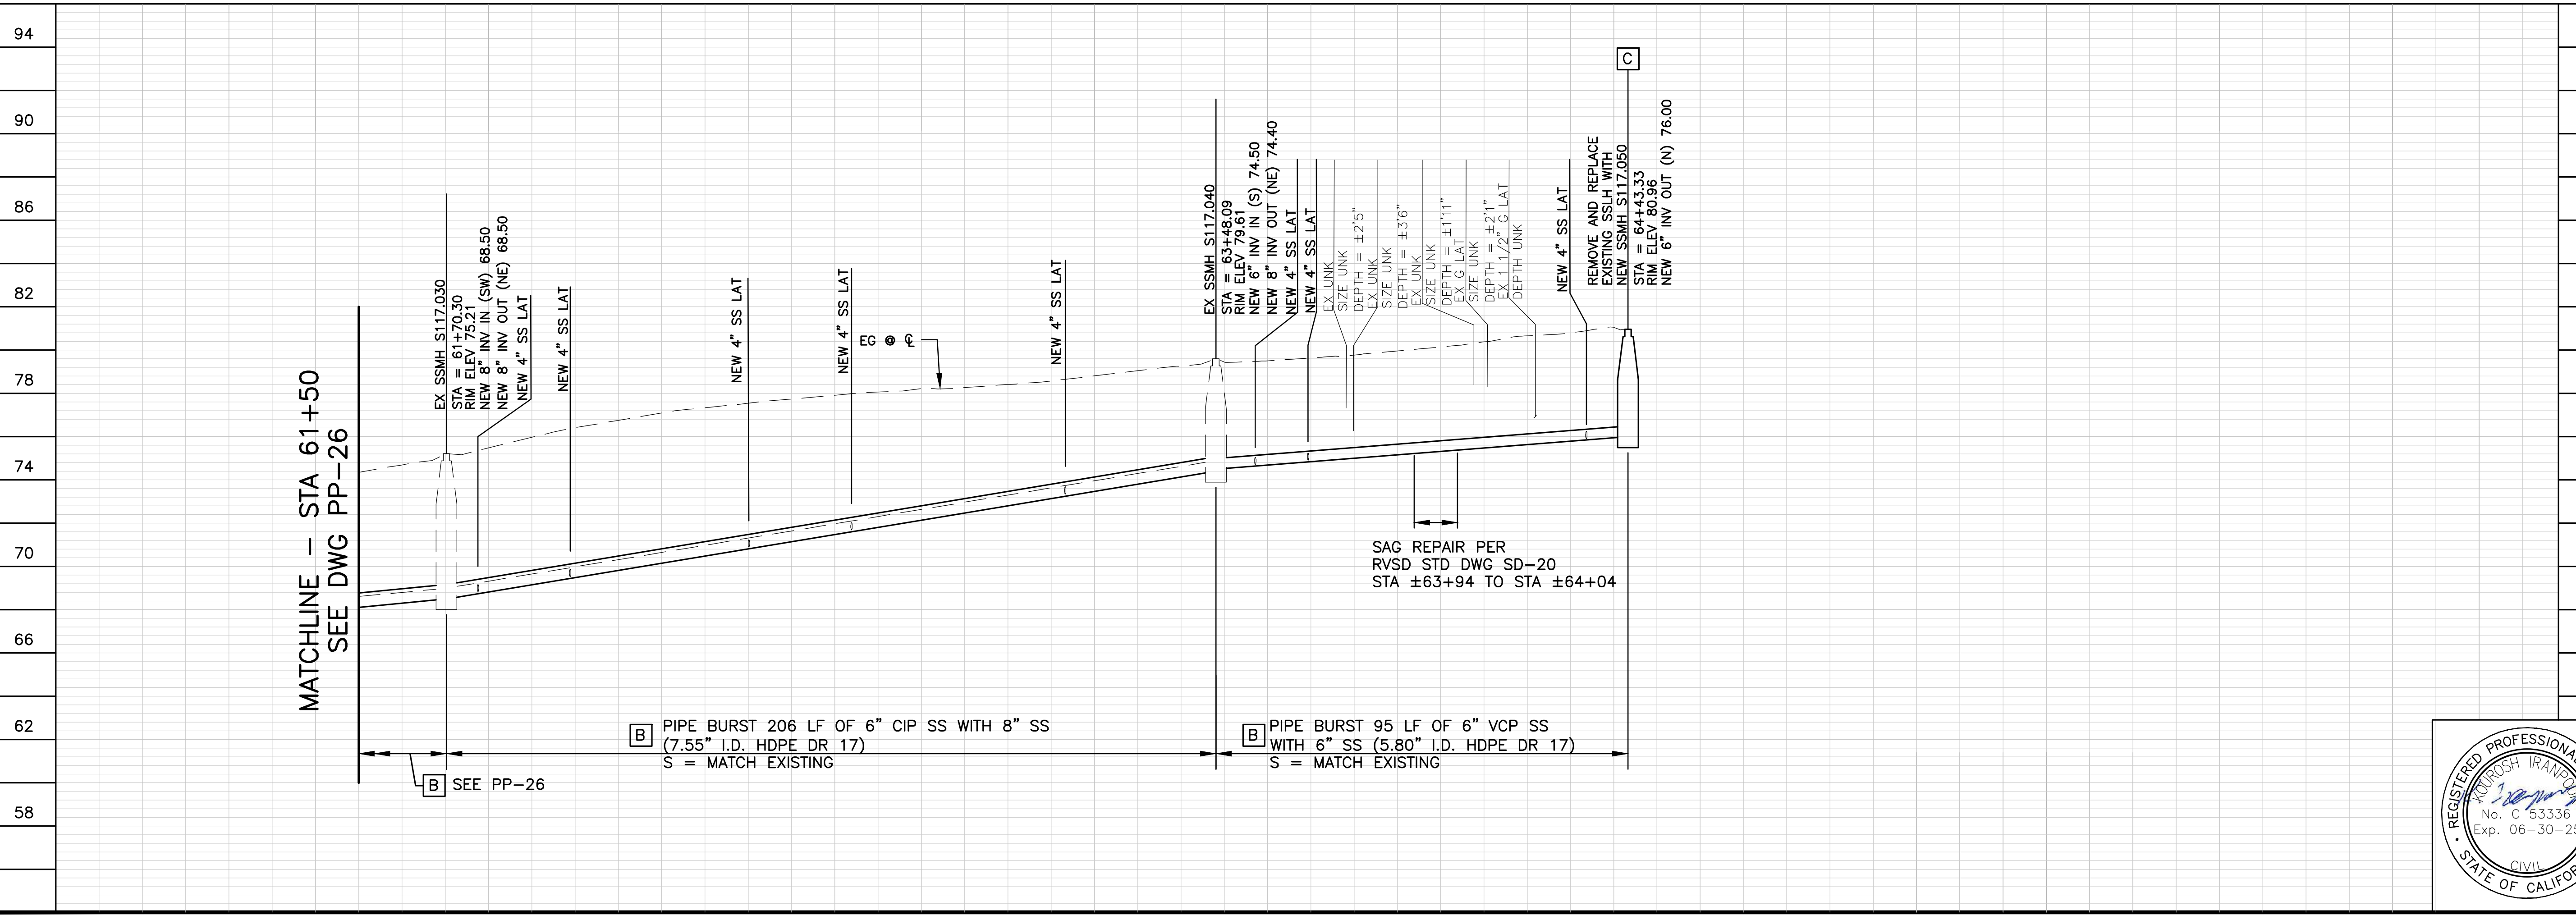 94
90
86
82
78
74
70
66
62
58
MATCHLINE – STA 61+50
SEE DWG PP–26
EX SSMH S117.030
STA = 61+70.30
RIM ELEV 75.21
NEW 8" INV IN (SW) 68.50
NEW 8" INV OUT (NE) 68.50
NEW 4" SS LAT
NEW 4" SS LAT
NEW 4" SS LAT
NEW 4" SS LAT
EG @ ℄
NEW 4" SS LAT
EX SSMH S117.040
STA = 63+48.09
RIM ELEV 79.61
NEW 6" INV IN (S) 74.50
NEW 8" INV OUT (NE) 74.40
NEW 4" SS LAT
NEW 4" SS LAT
EX UNK
SIZE UNK
DEPTH = ±2'5"
EX UNK
SIZE UNK
DEPTH = ±3'6"
EX UNK
SIZE UNK
DEPTH = ±1'11"
EX G LAT
SIZE UNK
DEPTH = ±2'1"
EX 1 1/2" G LAT
DEPTH UNK
NEW 4" SS LAT
REMOVE AND REPLACE
EXISTING SSLH WITH
NEW SSMH S117.050
STA = 64+43.33
RIM ELEV 80.96
NEW 6" INV OUT (N) 76.00
C
SAG REPAIR PER
RVSD STD DWG SD–20
STA ±63+94 TO STA ±64+04
B
PIPE BURST 206 LF OF 6" CIP SS WITH 8" SS
(7.55" I.D. HDPE DR 17)
S = MATCH EXISTING
B
PIPE BURST 95 LF OF 6" VCP SS
WITH 6" SS (5.80" I.D. HDPE DR 17)
S = MATCH EXISTING
B SEE PP–26
REGISTERED PROFESSIONA
KOUROSH IRANPO
No. C 53336
Exp. 06–30–25
CIVIL
STATE OF CALIFOR